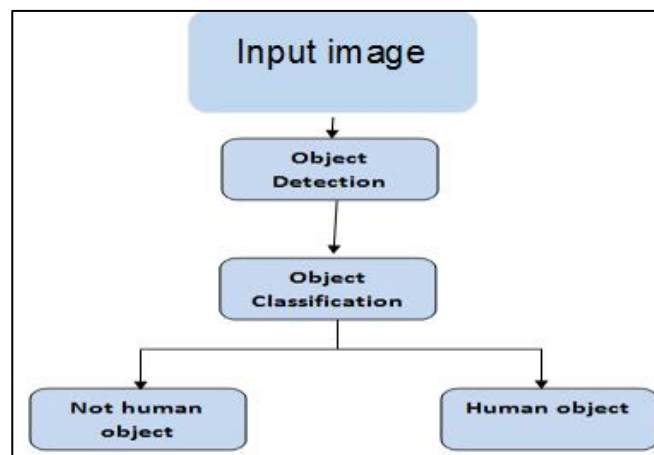 Input image
Object
Detection
Object
Classification
Not human
object
Human object